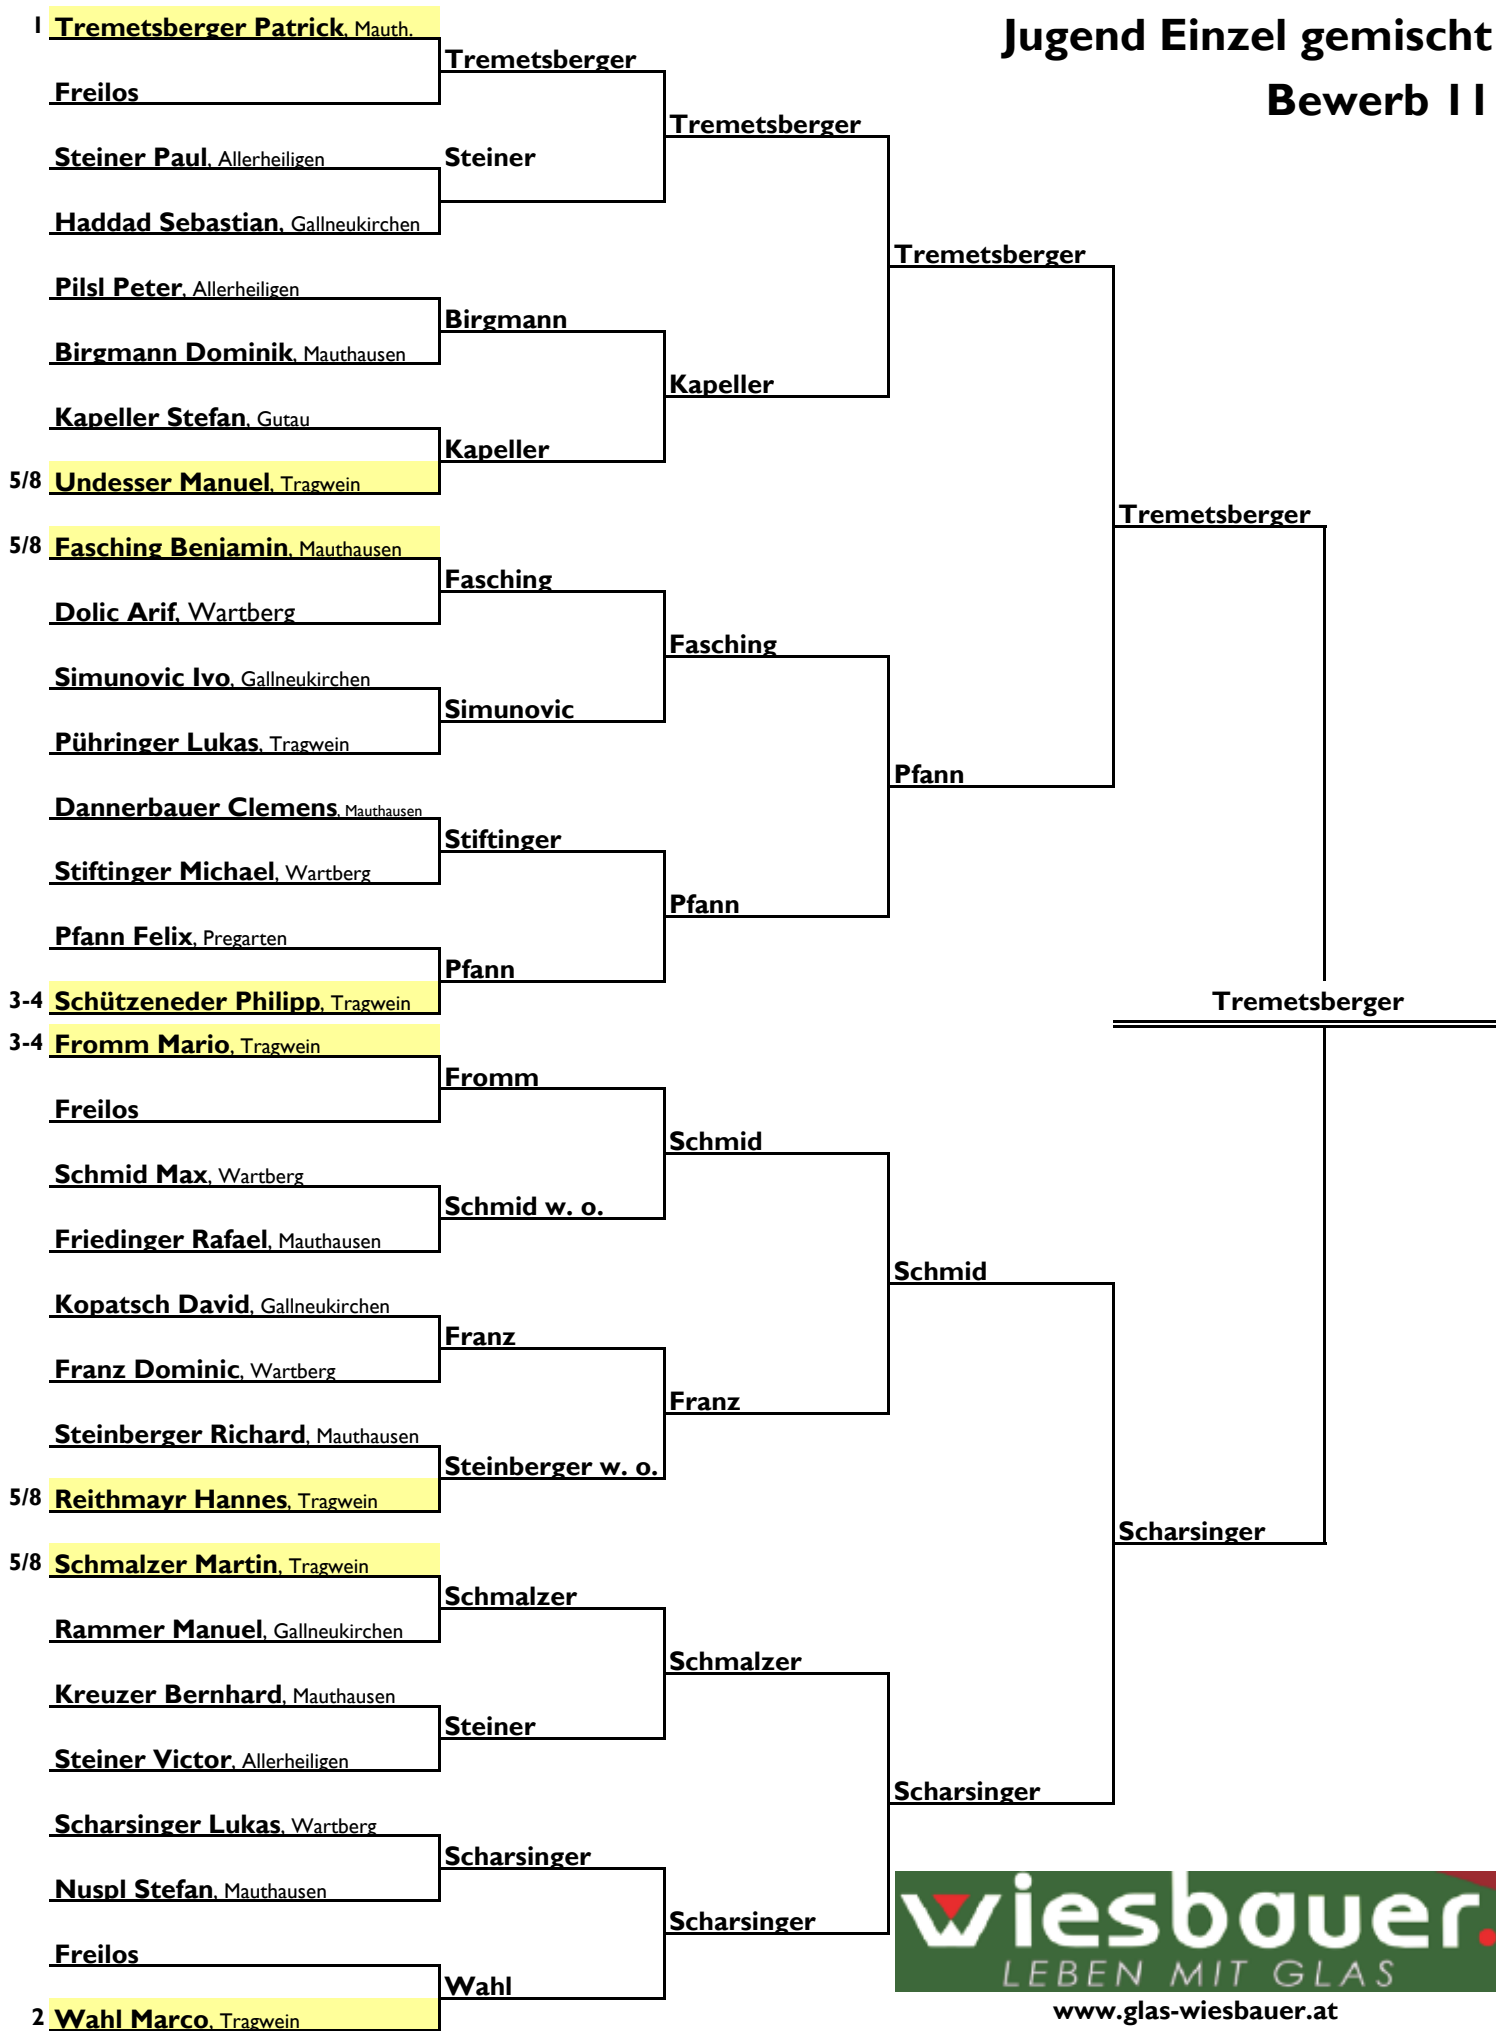 Jugend Einzel gemischt
Bewerb 11
1 Tremetsberger Patrick, Mauth.
Tremetsberger
Freilos
Tremetsberger
Steiner Paul, Allerheiligen
Steiner
Haddad Sebastian, Gallneukirchen
Tremetsberger
Pilsl Peter, Allerheiligen
Birgmann
Birgmann Dominik, Mauthausen
Kapeller
Kapeller Stefan, Gutau
Kapeller
5/8 Undesser Manuel, Tragwein
Tremetsberger
5/8 Fasching Benjamin, Mauthausen
Fasching
Dolic Arif, Wartberg
Fasching
Simunovic Ivo, Gallneukirchen
Simunovic
Pühringer Lukas, Tragwein
Pfann
Dannerbauer Clemens, Mauthausen
Stiftinger
Stiftinger Michael, Wartberg
Pfann
Pfann Felix, Pregarten
Pfann
3-4 Schützeneder Philipp, Tragwein
Tremetsberger
3-4 Fromm Mario, Tragwein
Fromm
Freilos
Schmid
Schmid Max, Wartberg
Schmid w. o.
Friedinger Rafael, Mauthausen
Schmid
Kopatsch David, Gallneukirchen
Franz
Franz Dominic, Wartberg
Franz
Steinberger Richard, Mauthausen
Steinberger w. o.
5/8 Reithmayr Hannes, Tragwein
Scharsinger
5/8 Schmalzer Martin, Tragwein
Schmalzer
Rammer Manuel, Gallneukirchen
Schmalzer
Kreuzer Bernhard, Mauthausen
Steiner
Steiner Victor, Allerheiligen
Scharsinger
Scharsinger Lukas, Wartberg
Scharsinger
Nuspl Stefan, Mauthausen
Scharsinger
Freilos
Wahl
2 Wahl Marco, Tragwein
wiesbauer.
LEBEN MIT GLAS
www.glas-wiesbauer.at